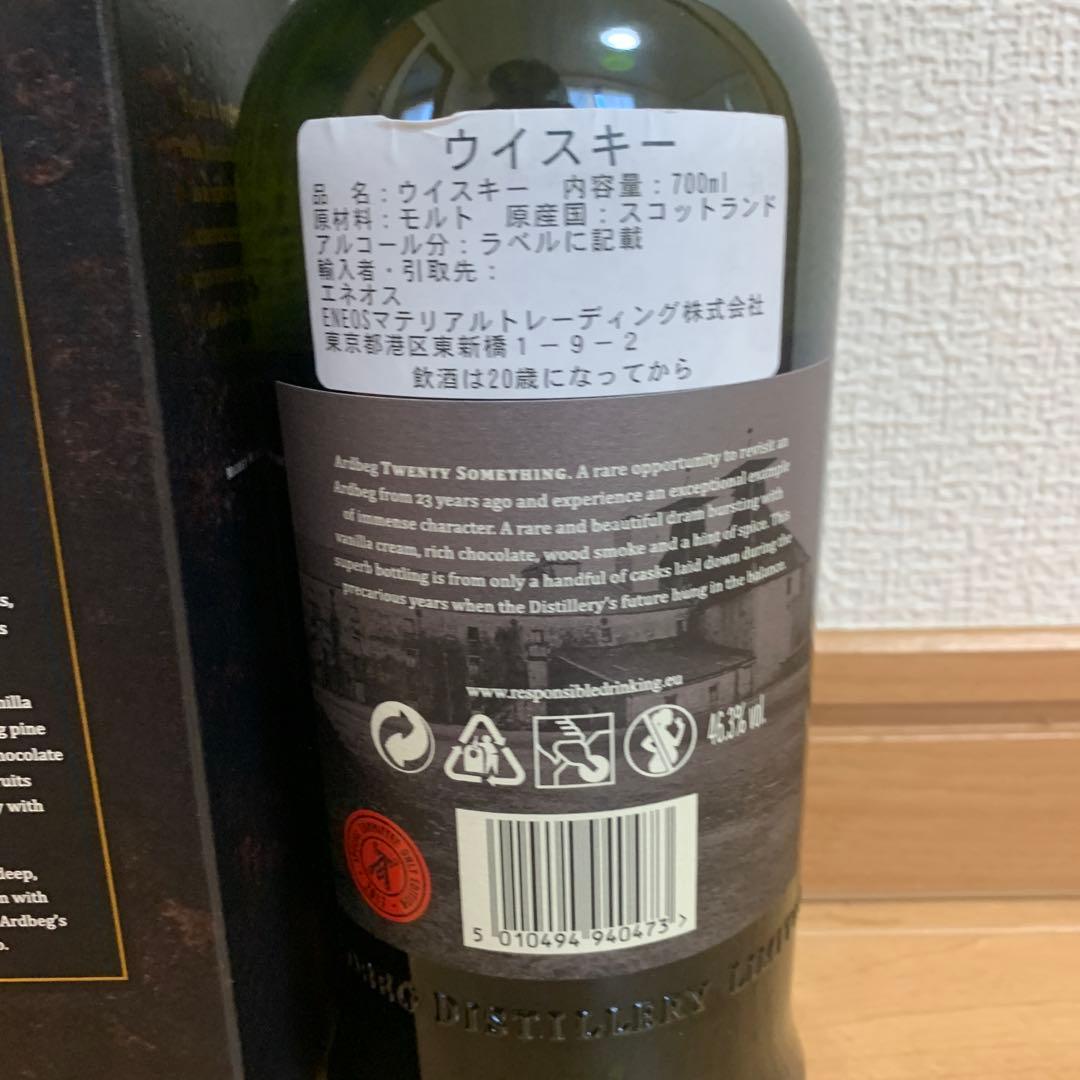 ウイスキー
品 名：ウイスキー 内容量：700ml
原材料：モルト 原産国：スコットランド
アルコール分：ラベルに記載
輸入者・引取先：
エネオス
ENEOSマテリアルトレーディング株式会社
東京都港区東新橋1－9－2
飲酒は20歳になってから
Ardbeg TWENTY SOMETHING. A rare opportunity to revisit an
Ardbeg from 23 years ago and experience an exceptional example
of immense character. A rare and beautiful dram bursting with
vanilla cream, rich chocolate, wood smoke and a hint of spice. This
superb bottling is from only a handful of casks laid down during the
precarious years when the Distillery's future hung in the balance.
www.responsibledrinking.eu
46.3% vol.
5 010494 940473 >
DISTILLERY
pine
with
deep,
with
Ardbeg's